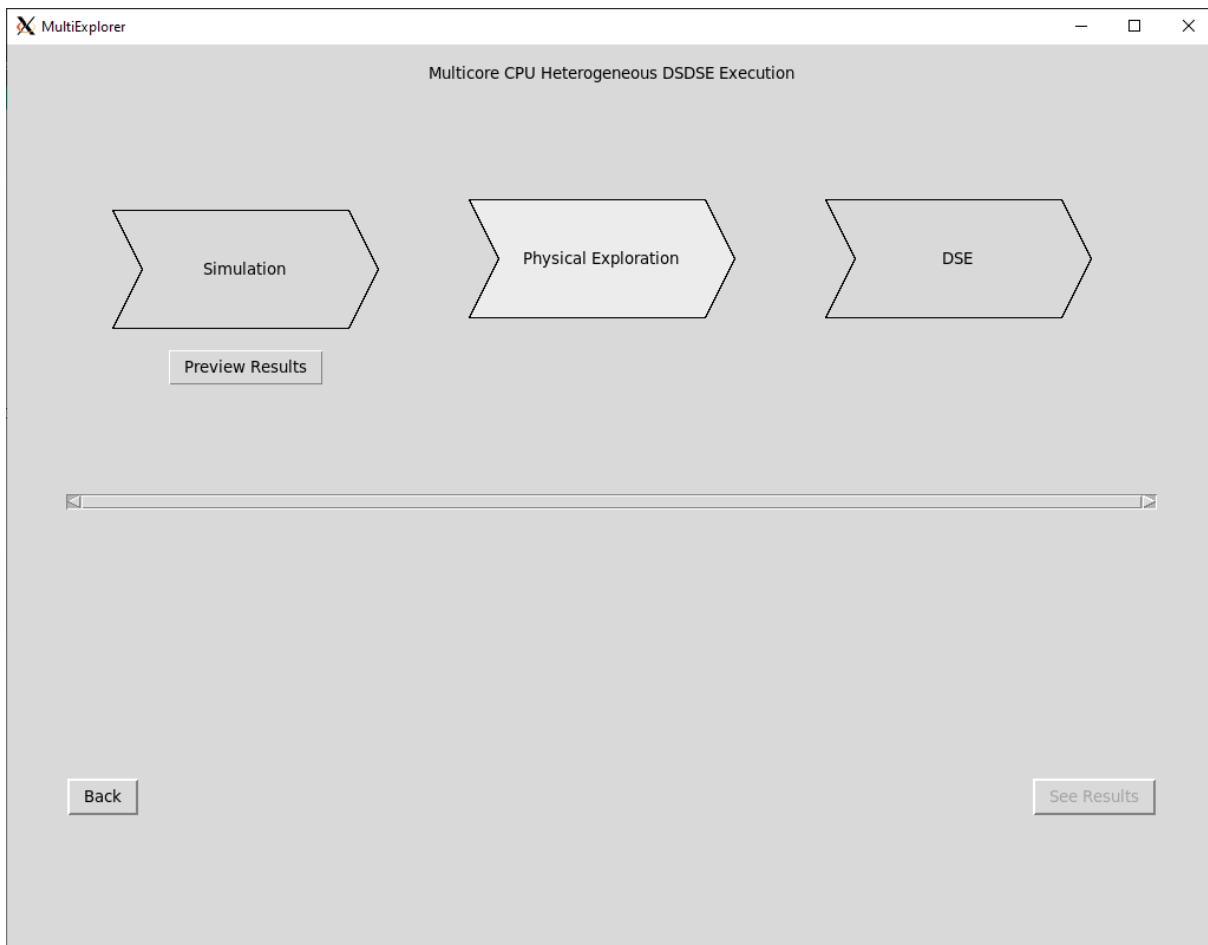 MultiExplorer
Multicore CPU Heterogeneous DSDSE Execution
Simulation
Physical Exploration
DSE
Preview Results
Back
See Results